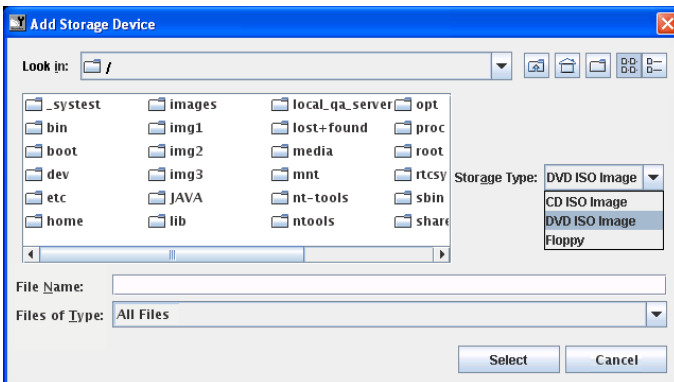 Add Storage Device
Look in: /
_systest images local_qa_server opt
bin img1 lost+found proc
boot img2 media root
dev img3 mnt rtcsy
etc JAVA nt-tools sbin
home lib ntools share
Storage Type: DVD ISO Image
CD ISO Image
DVD ISO Image
Floppy
File Name:
Files of Type: All Files
Select Cancel